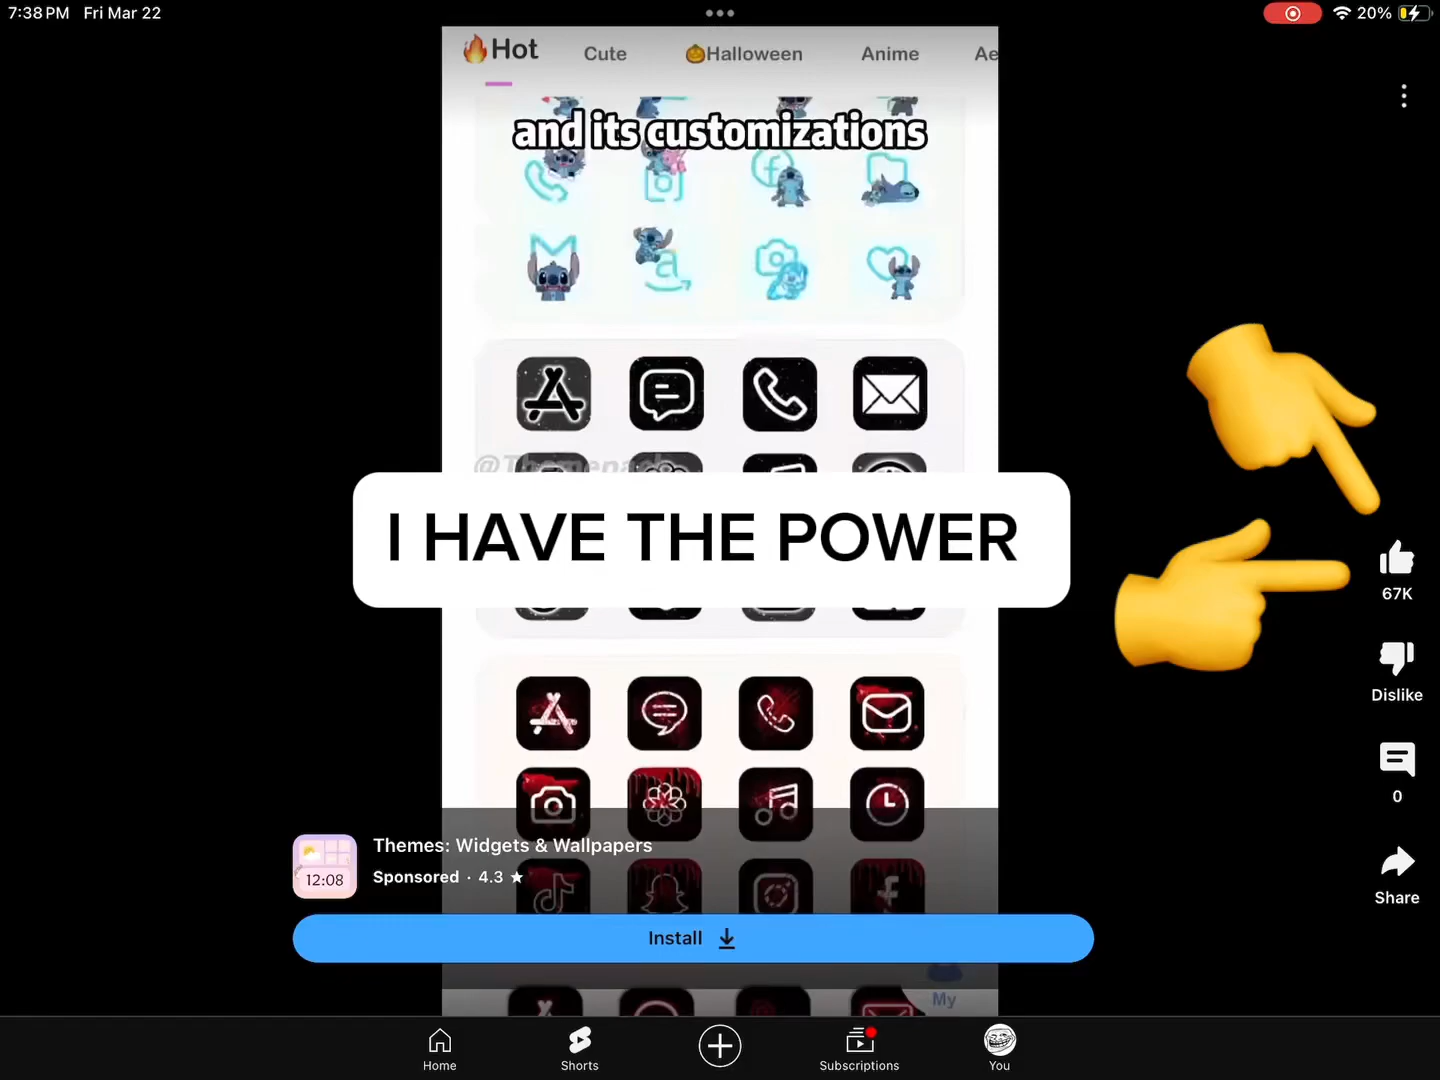 7:38 PM Fri Mar 22
20%
Hot
Cute
Halloween
Anime
Ae
and its customizations
a
I HAVE THE POWER
67K
Dislike
0
Share
Themes: Widgets & Wallpapers
12:08
Sponsored · 4.3 ★
Install
My
Home
Shorts
Subscriptions
You